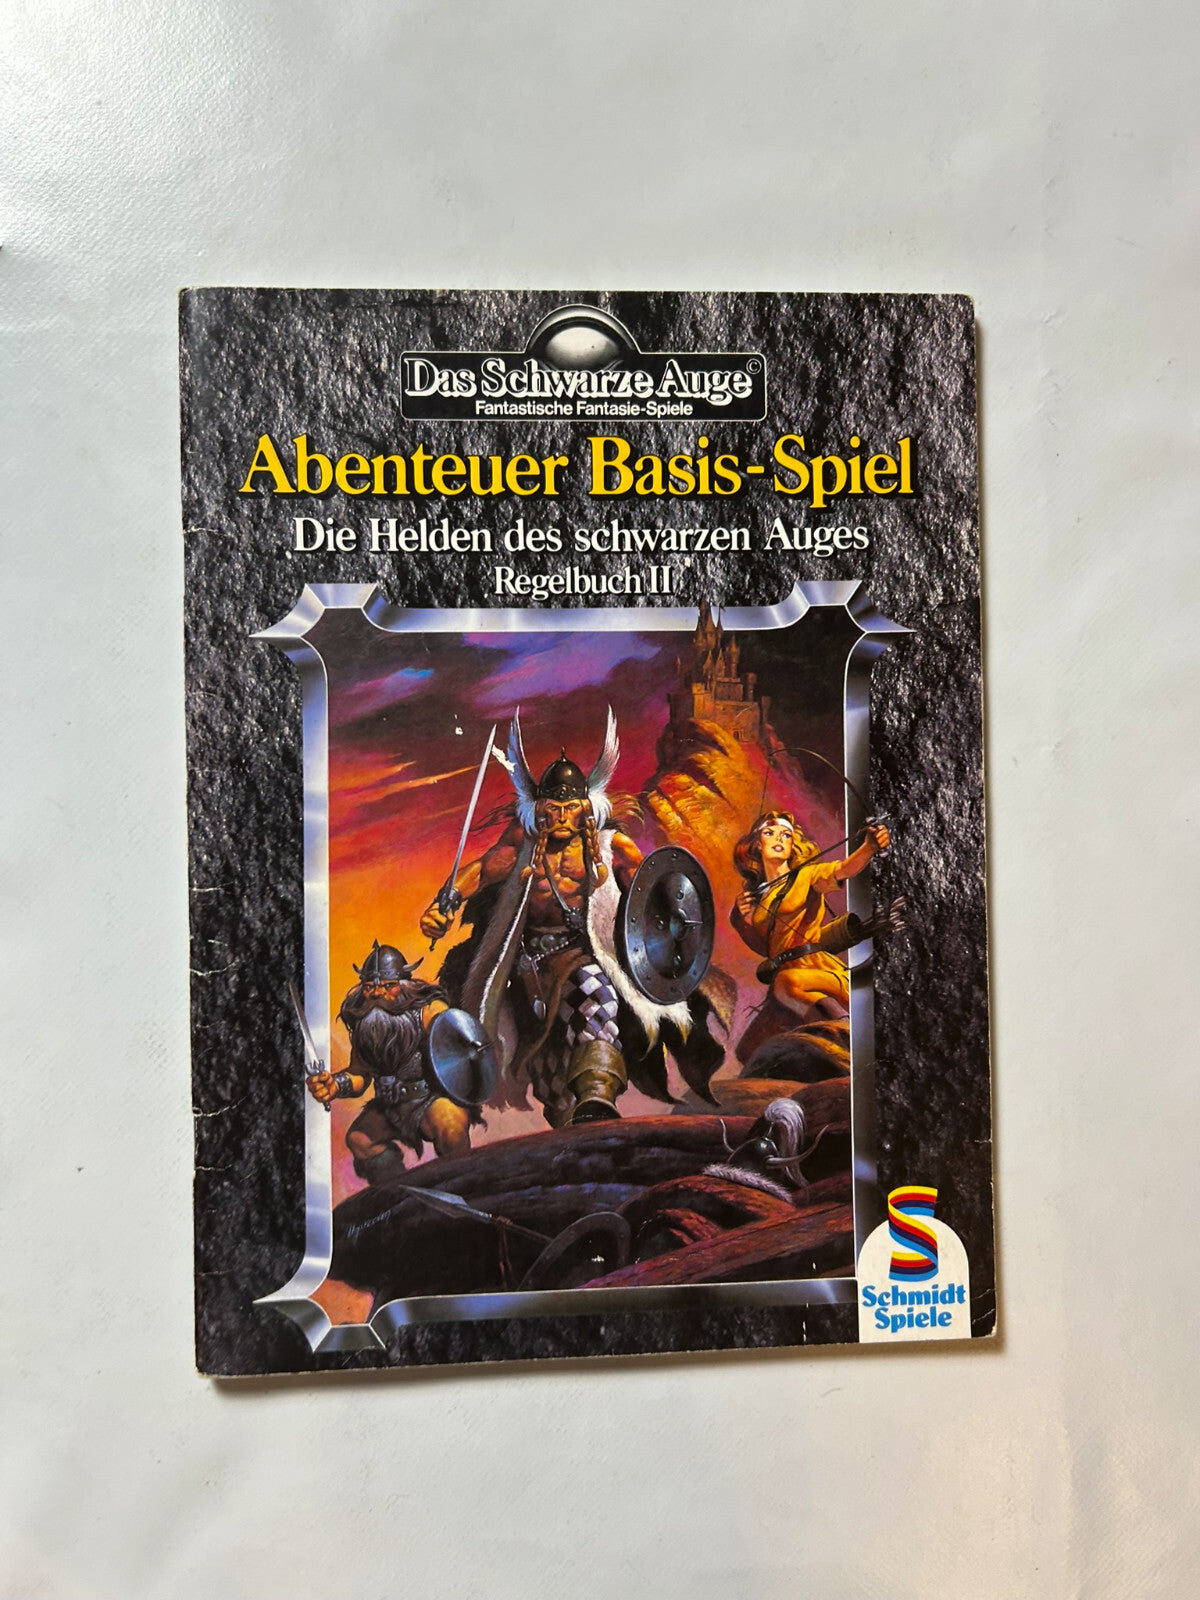 Das Schwarze Auge©
Fantastische Fantasie-Spiele
Abenteuer Basis-Spiel
Die Helden des schwarzen Auges
Regelbuch II
Schmidt
Spiele